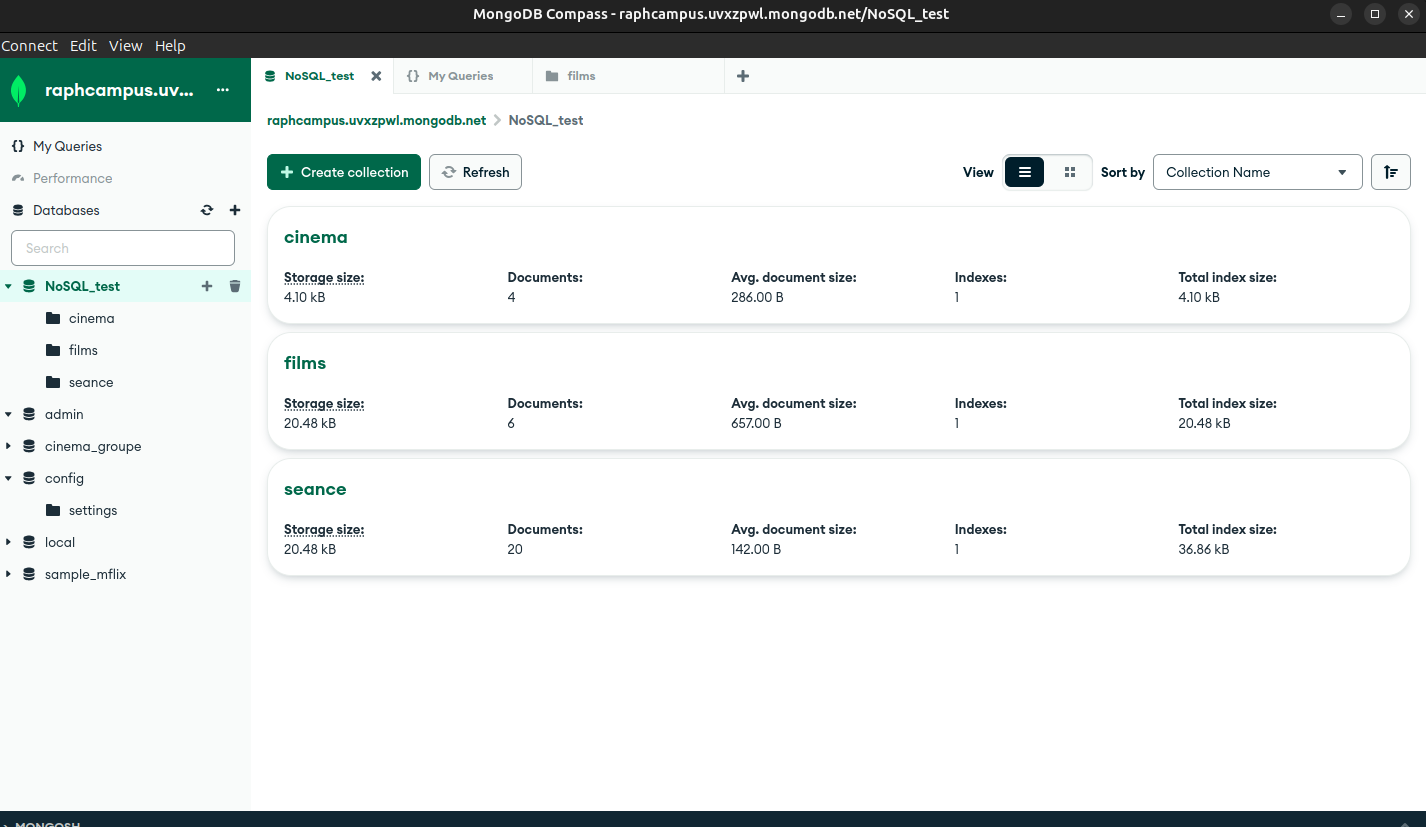 MongoDB Compass - raphcampus.uvxzpwl.mongodb.net/NoSQL_test
Connect Edit View Help
raphcampus.uv...
My Queries
Performance
Databases
Search
NoSQL_test
cinema
films
seance
admin
cinema_groupe
config
settings
local
sample_mflix
NoSQL_test {} My Queries films
raphcampus.uvxzpwl.mongodb.net > NoSQL_test
Create collection Refresh View Sort by Collection Name
cinema
Storage size: Documents: Avg. document size: Indexes: Total index size:
4.10 kB 4 286.00 B 1 4.10 kB
films
Storage size: Documents: Avg. document size: Indexes: Total index size:
20.48 kB 6 657.00 B 1 20.48 kB
seance
Storage size: Documents: Avg. document size: Indexes: Total index size:
20.48 kB 20 142.00 B 1 36.86 kB
MONGOSH